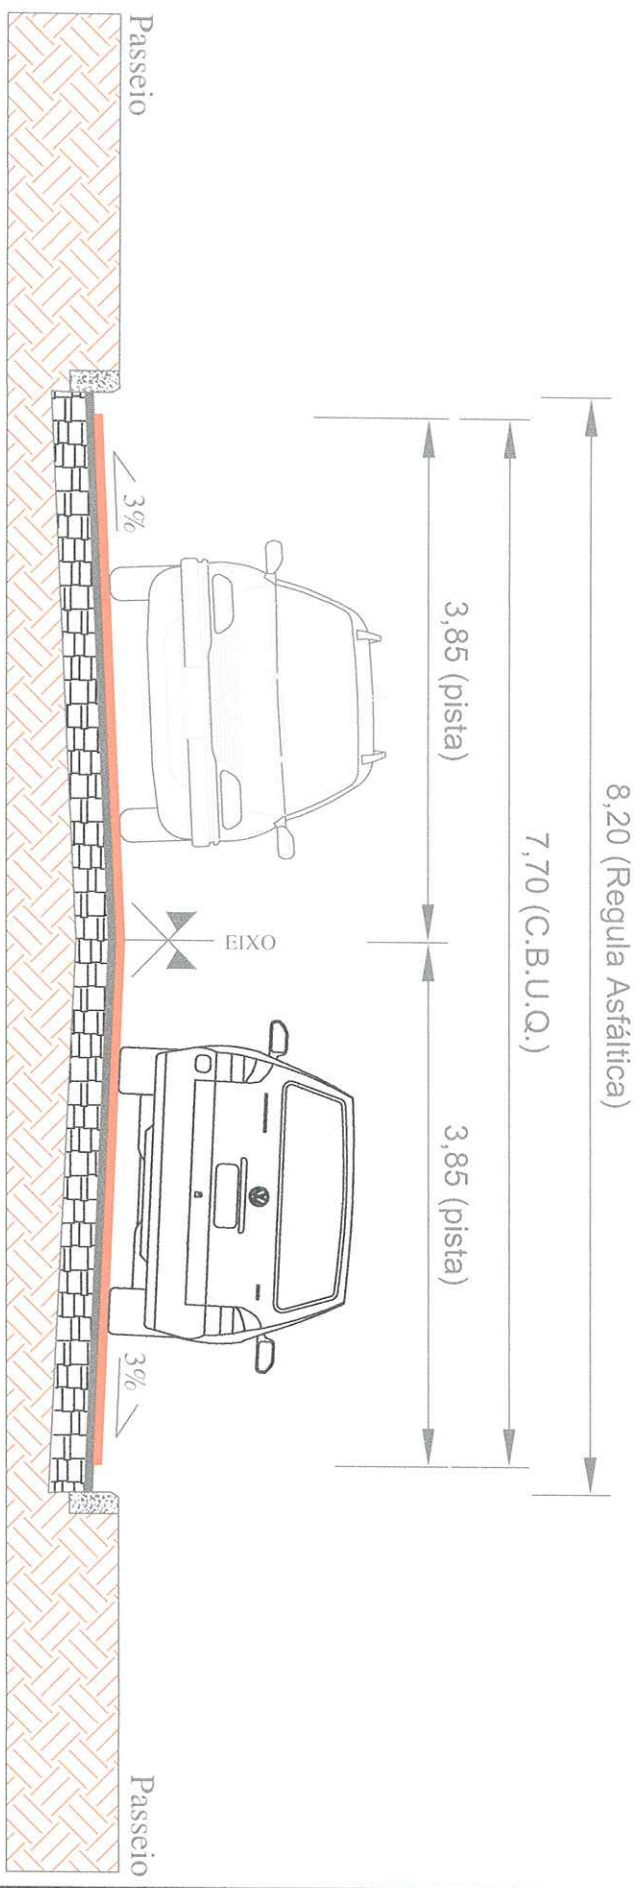 8,20 (Regula Asfáltica)
7,70 (C.B.U.Q.)
3,85 (pista) 3,85 (pista)
EIXO
3% 3%
Passeio Passeio